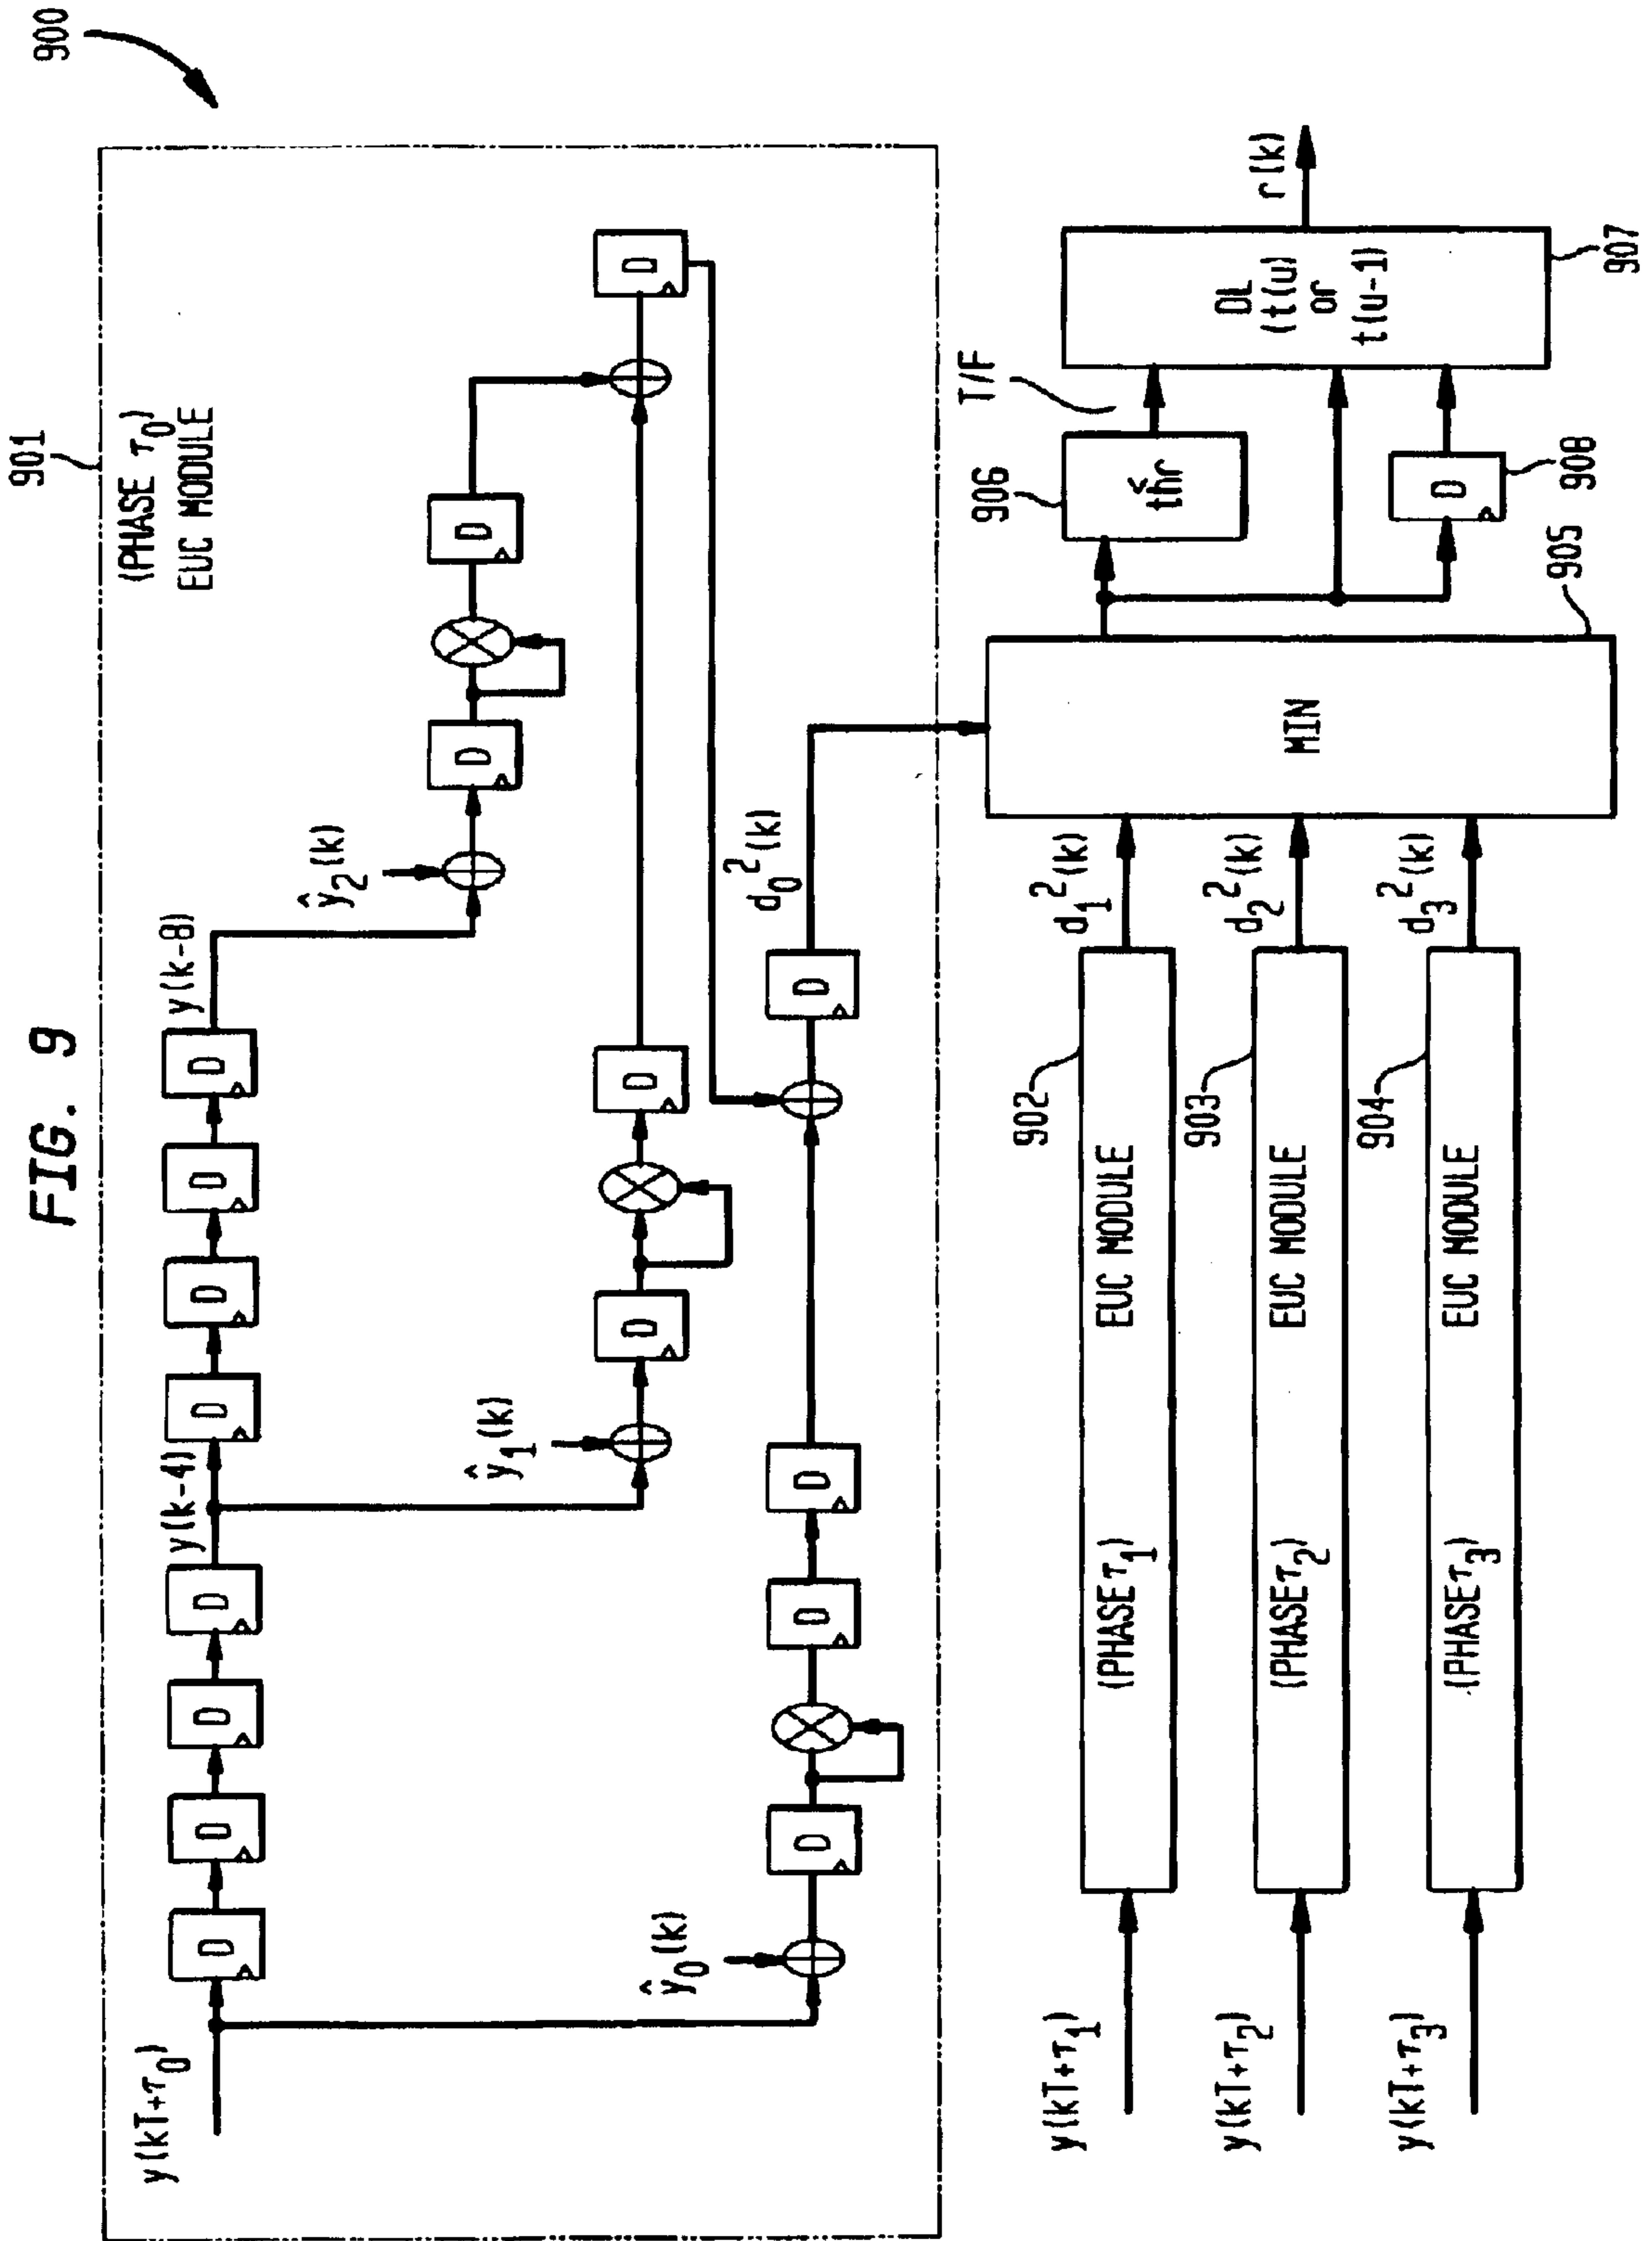 FIG. 9
900
901
(PHASE τ0)
EUC MODULE
y(kT+τ0)
D
D
D
D
y(k-4)
D
D
D
D
y(k-8)
ŷ2(k)
D
D
ŷ1(k)
D
D
D
ŷ0(k)
D
D
D
D
d0²(k)
y(kT+τ1)
(PHASE τ1)
EUC MODULE
902
d1²(k)
y(kT+τ2)
(PHASE τ2)
EUC MODULE
903
d2²(k)
y(kT+τ3)
(PHASE τ3)
EUC MODULE
904
d3²(k)
MIN
905
906
<
thr
T/F
D
908
DL
(t(u)
or
t(u-1)
907
r(k)